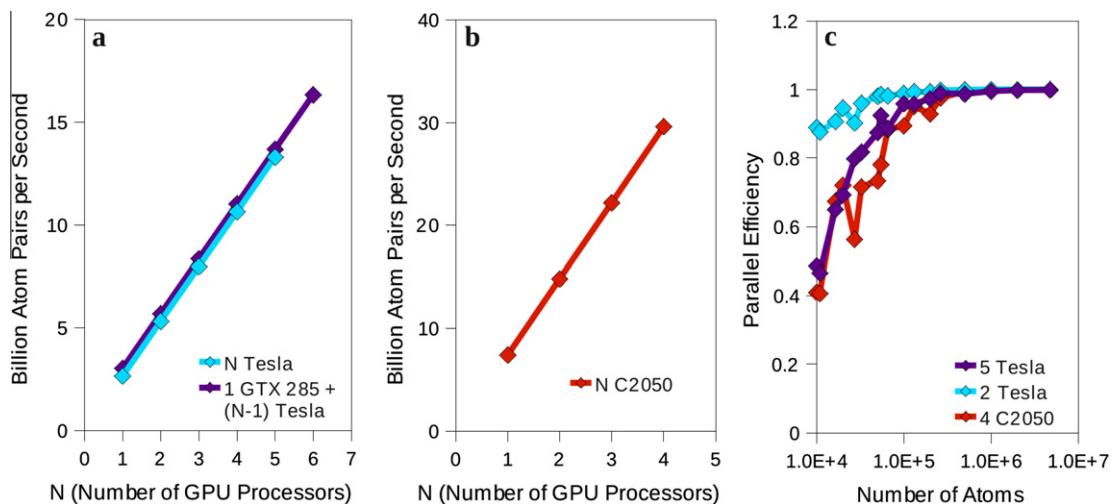 a
Billion Atom Pairs per Second
20
15
10
5
0
N Tesla
1 GTX 285 +
(N-1) Tesla
0 1 2 3 4 5 6 7
N (Number of GPU Processors)
b
Billion Atom Pairs per Second
40
30
20
10
0
N C2050
0 1 2 3 4 5
N (Number of GPU Processors)
c
Parallel Efficiency
1.2
1
0.8
0.6
0.4
0.2
0
5 Tesla
2 Tesla
4 C2050
1.0E+4 1.0E+5 1.0E+6 1.0E+7
Number of Atoms